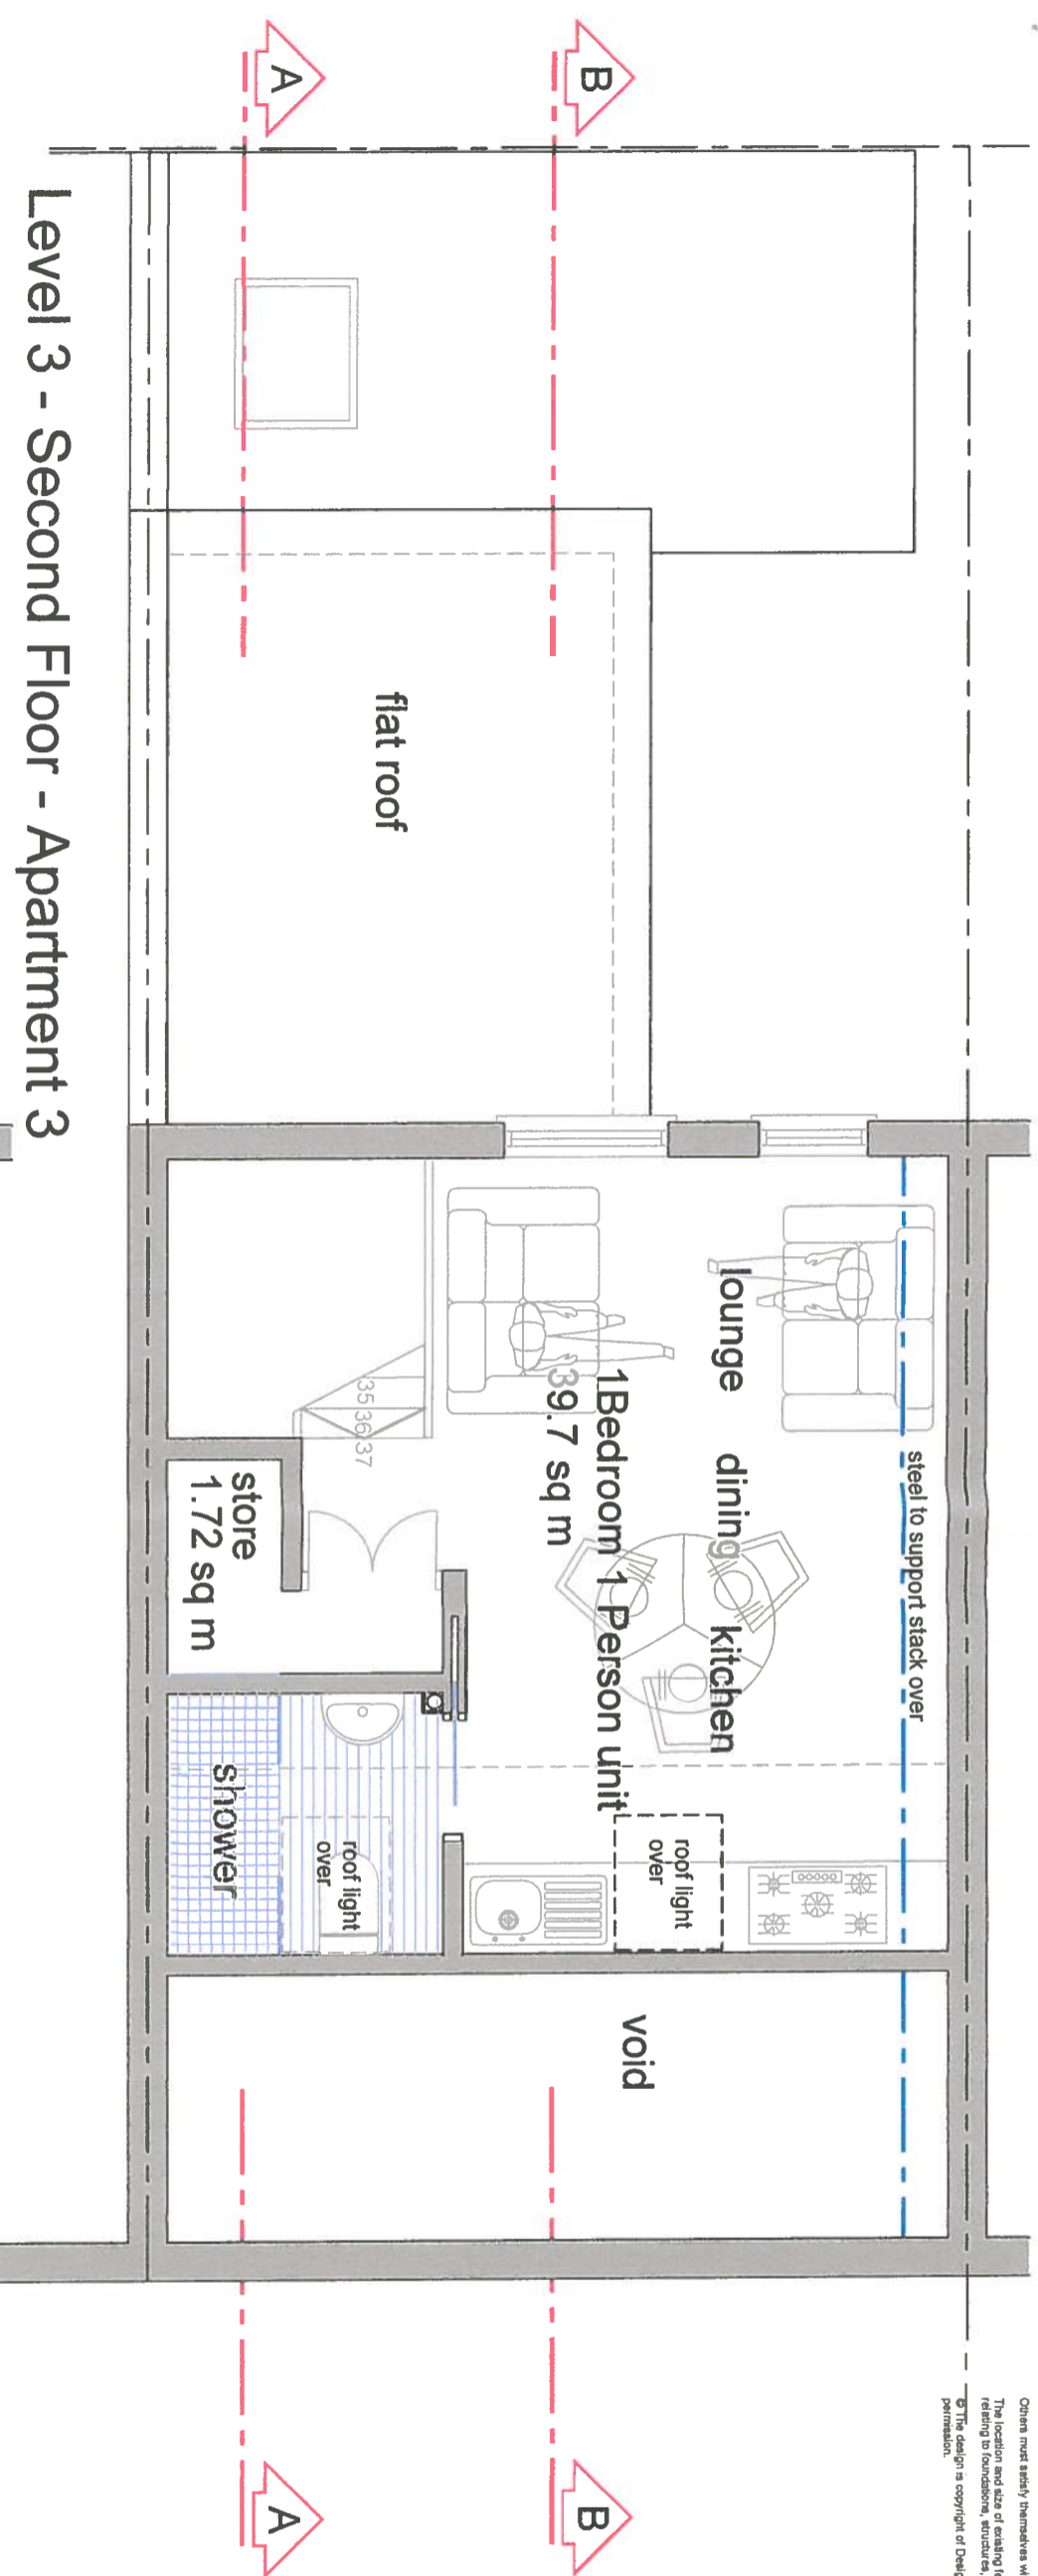 Others must satisfy themselves
The location and size of existing
relating to foundations, structures,
© The design is copyright of
permission.
B
A
steel to support stack over
lounge dining kitchen
1Bedroom 1 Person unit
39.7 sq m
roof light
over
void
flat roof
35 36 37
store
1.72 sq m
roof light
over
shower
B
A
Level 3 - Second Floor - Apartment 3